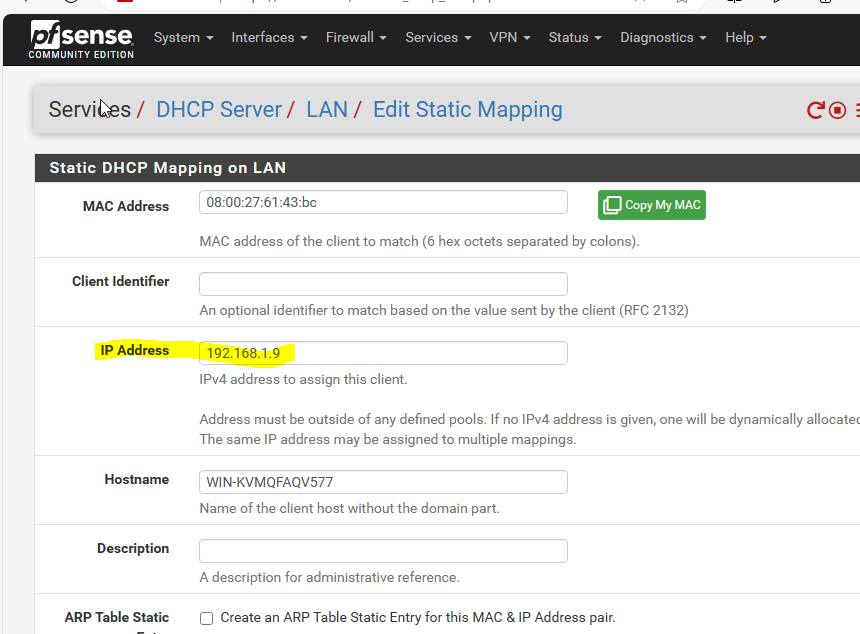 pfsense
COMMUNITY EDITION
System Interfaces Firewall Services VPN Status Diagnostics Help
Services / DHCP Server / LAN / Edit Static Mapping
Static DHCP Mapping on LAN
MAC Address 08:00:27:61:43:bc Copy My MAC
MAC address of the client to match (6 hex octets separated by colons).
Client Identifier
An optional identifier to match based on the value sent by the client (RFC 2132)
IP Address 192.168.1.9
IPv4 address to assign this client.
Address must be outside of any defined pools. If no IPv4 address is given, one will be dynamically allocated
The same IP address may be assigned to multiple mappings.
Hostname WIN-KVMQFAQV577
Name of the client host without the domain part.
Description
A description for administrative reference.
ARP Table Static Create an ARP Table Static Entry for this MAC & IP Address pair.